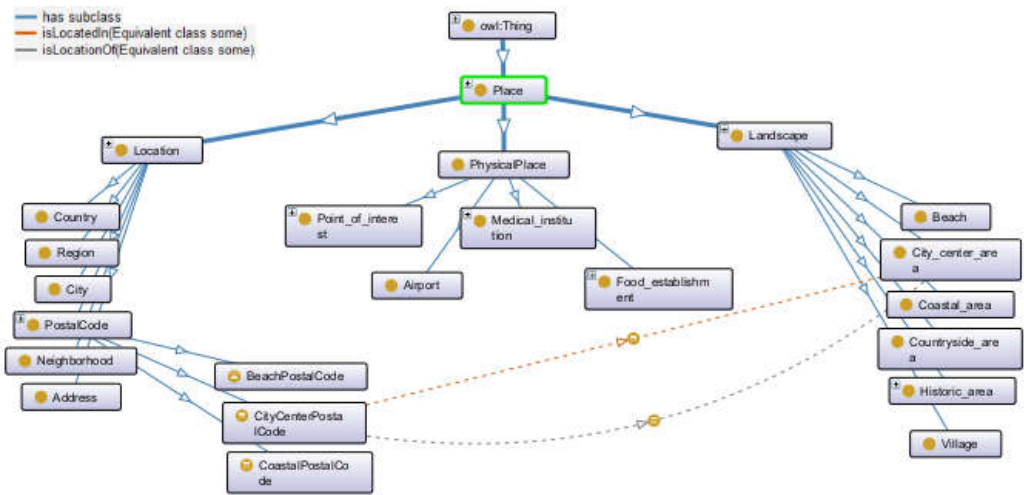 has subclass
isLocatedIn(Equivalent class some)
isLocationOf(Equivalent class some)
owl:Thing
Place
Location
PhysicalPlace
Landscape
Country
Region
City
PostalCode
Neighborhood
Address
Point_of_intere
st
Medical_institu
tion
Airport
Food_establishm
ent
Beach
City_center_are
a
Coastal_area
Countryside_are
a
Historic_area
Village
BeachPostalCode
CityCenterPosta
lCode
CoastalPostalCo
de